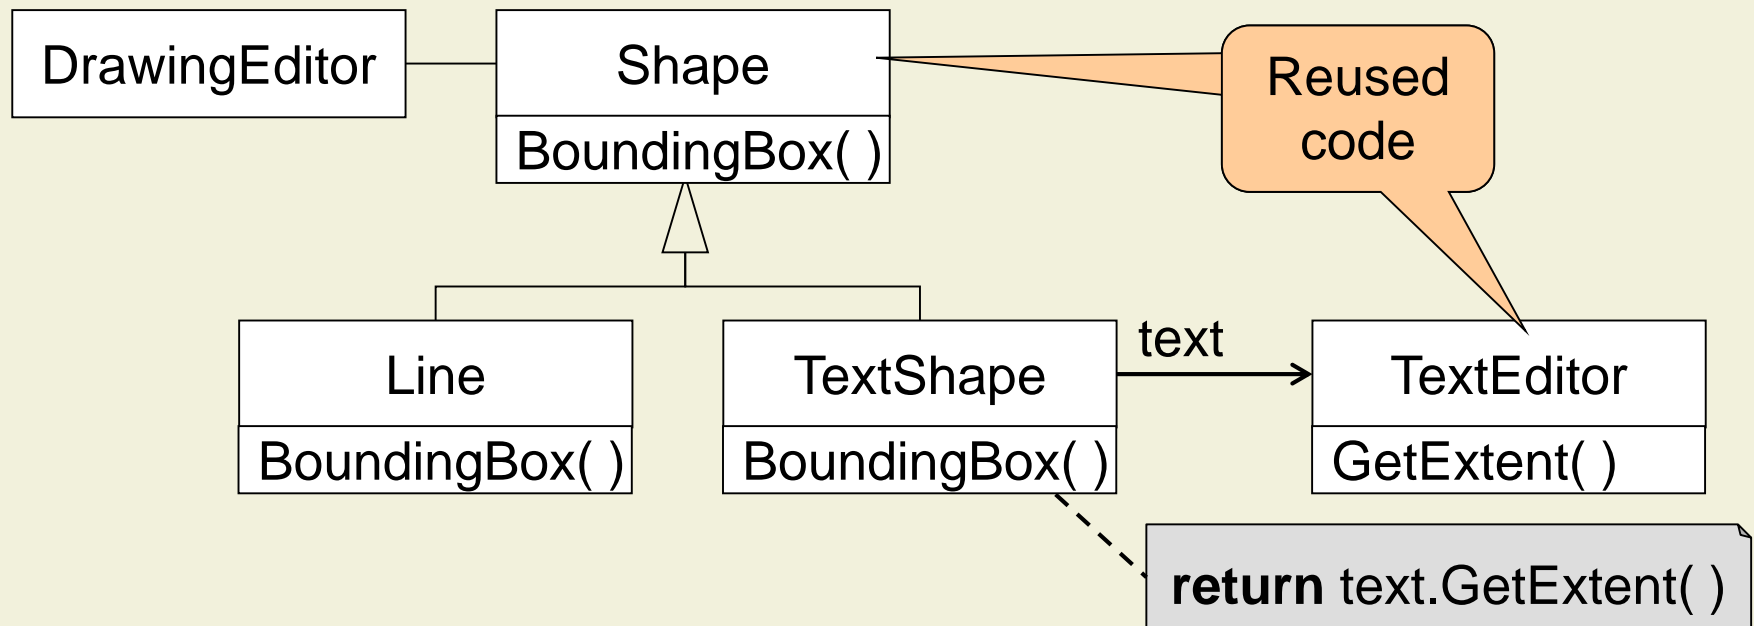 DrawingEditor
Shape
BoundingBox( )
Reused
code
Line
BoundingBox( )
TextShape
BoundingBox( )
text
TextEditor
GetExtent( )
return text.GetExtent( )